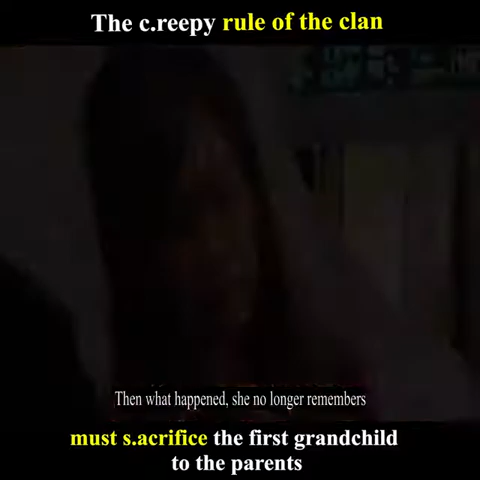 The c.reepy rule of the clan
Then what happened, she no longer remembers
must s.acrifice the first grandchild
to the parents